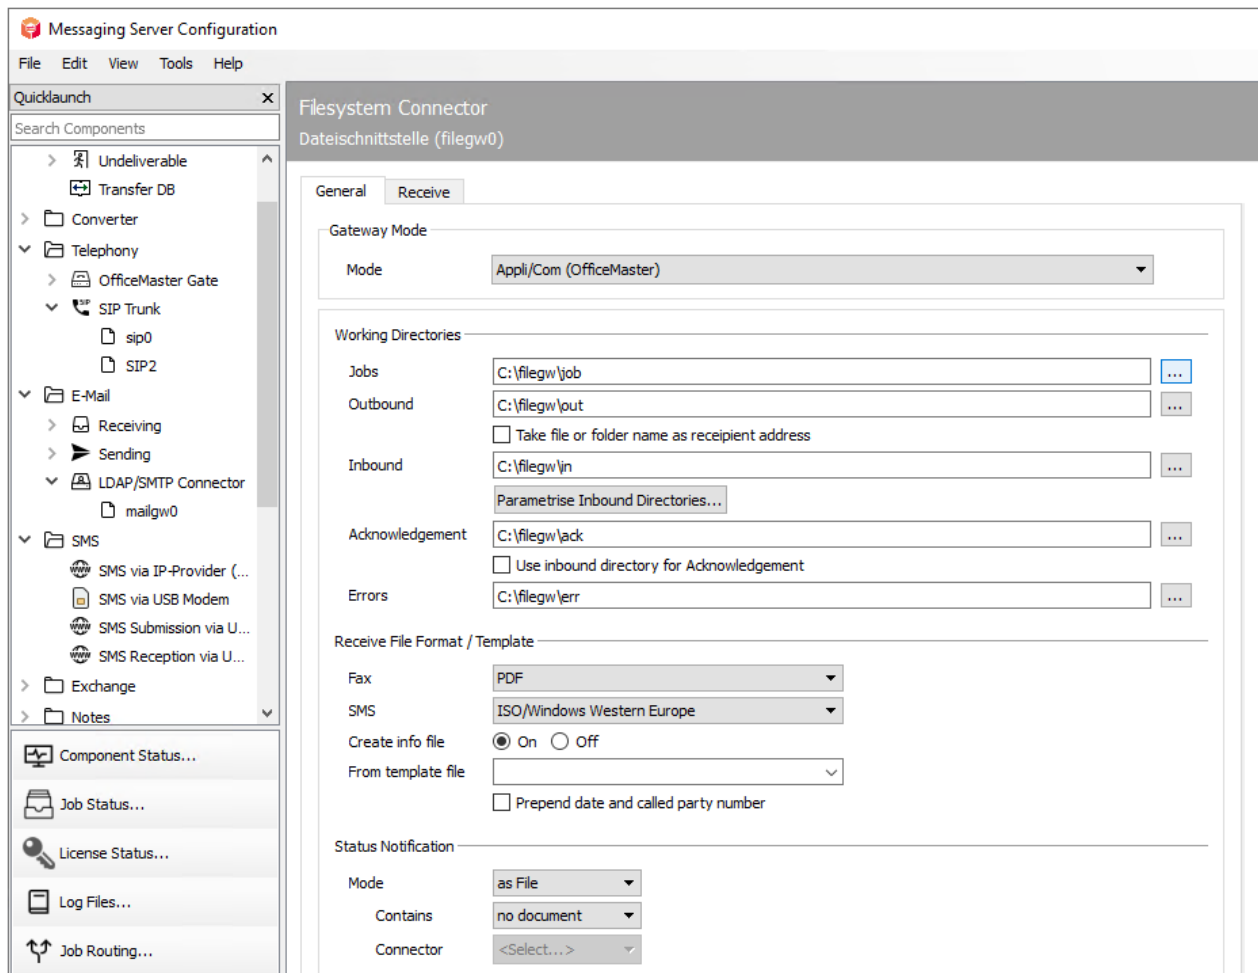 Messaging Server Configuration
File Edit View Tools Help
Quicklaunch
Search Components
Undeliverable
Transfer DB
Converter
Telephony
OfficeMaster Gate
SIP Trunk
sip0
SIP2
E-Mail
Receiving
Sending
LDAP/SMTP Connector
mailgw0
SMS
SMS via IP-Provider (...
SMS via USB Modem
SMS Submission via U...
SMS Reception via U...
Exchange
Notes
Component Status...
Job Status...
License Status...
Log Files...
Job Routing...
Filesystem Connector
Dateischnittstelle (filegw0)
General Receive
Gateway Mode
Mode Appli/Com (OfficeMaster)
Working Directories
Jobs C:\filegw\job ...
Outbound C:\filegw\out ...
Take file or folder name as receipient address
Inbound C:\filegw\in ...
Parametrise Inbound Directories...
Acknowledgement C:\filegw\ack ...
Use inbound directory for Acknowledgement
Errors C:\filegw\err ...
Receive File Format / Template
Fax PDF
SMS ISO/Windows Western Europe
Create info file On Off
From template file
Prepend date and called party number
Status Notification
Mode as File
Contains no document
Connector <Select...>